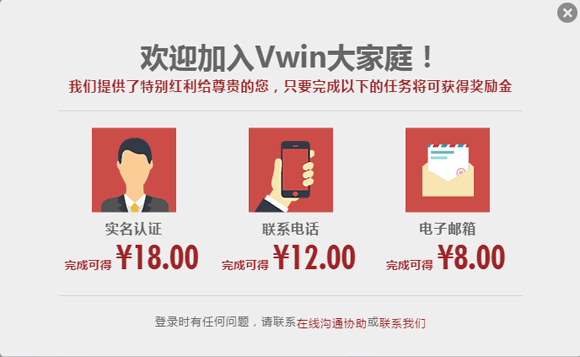 欢迎加入Vwin大家庭！
我们提供了特别红利给尊贵的您，只要完成以下的任务将可获得奖励金
实名认证
完成可得 ¥18.00
联系电话
完成可得 ¥12.00
电子邮箱
完成可得 ¥8.00
登录时有任何问题，请联系在线沟通协助或联系我们